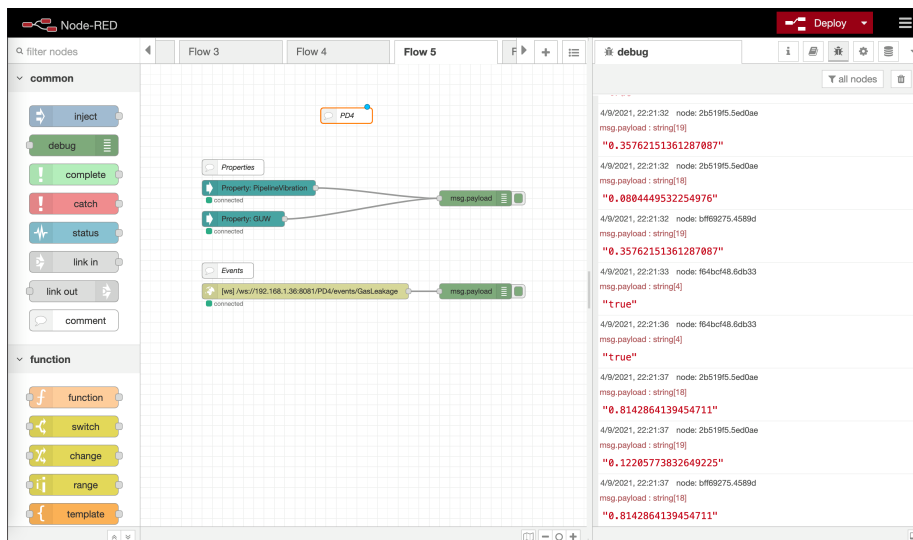 Node-RED
Deploy
filter nodes
Flow 3
Flow 4
Flow 5
debug
i
all nodes
common
inject
debug
complete
catch
status
link in
link out
comment
function
function
switch
change
range
template
PD4
Properties
Property: PipelineVibration
connected
msg.payload
Property: GUW
connected
Events
[ws] /ws://192.168.1.36:8081/PD4/events/GasLeakage
connected
msg.payload
4/9/2021, 22:21:32 node: 2b519f5.5ed0ae
msg.payload : string[19]
"0.35762151361287087"
4/9/2021, 22:21:32 node: 2b519f5.5ed0ae
msg.payload : string[18]
"0.0804449532254976"
4/9/2021, 22:21:32 node: bff69275.4589d
msg.payload : string[19]
"0.35762151361287087"
4/9/2021, 22:21:33 node: f64bcf48.6db33
msg.payload : string[4]
"true"
4/9/2021, 22:21:36 node: f64bcf48.6db33
msg.payload : string[4]
"true"
4/9/2021, 22:21:37 node: 2b519f5.5ed0ae
msg.payload : string[18]
"0.8142864139454711"
4/9/2021, 22:21:37 node: 2b519f5.5ed0ae
msg.payload : string[19]
"0.12205773832649225"
4/9/2021, 22:21:37 node: bff69275.4589d
msg.payload : string[18]
"0.8142864139454711"